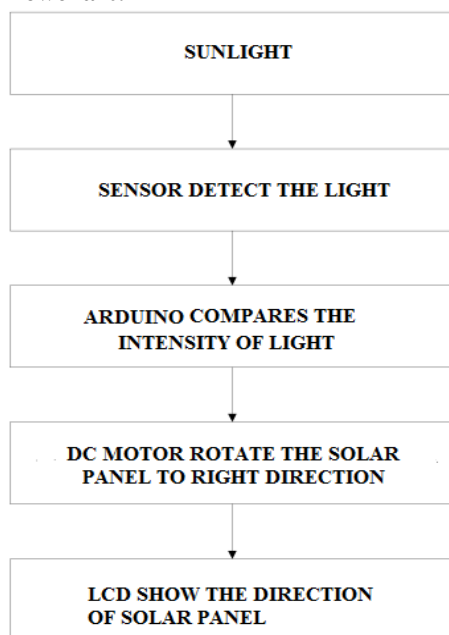 SUNLIGHT
SENSOR DETECT THE LIGHT
ARDUINO COMPARES THE
INTENSITY OF LIGHT
DC MOTOR ROTATE THE SOLAR
PANEL TO RIGHT DIRECTION
LCD SHOW THE DIRECTION
OF SOLAR PANEL